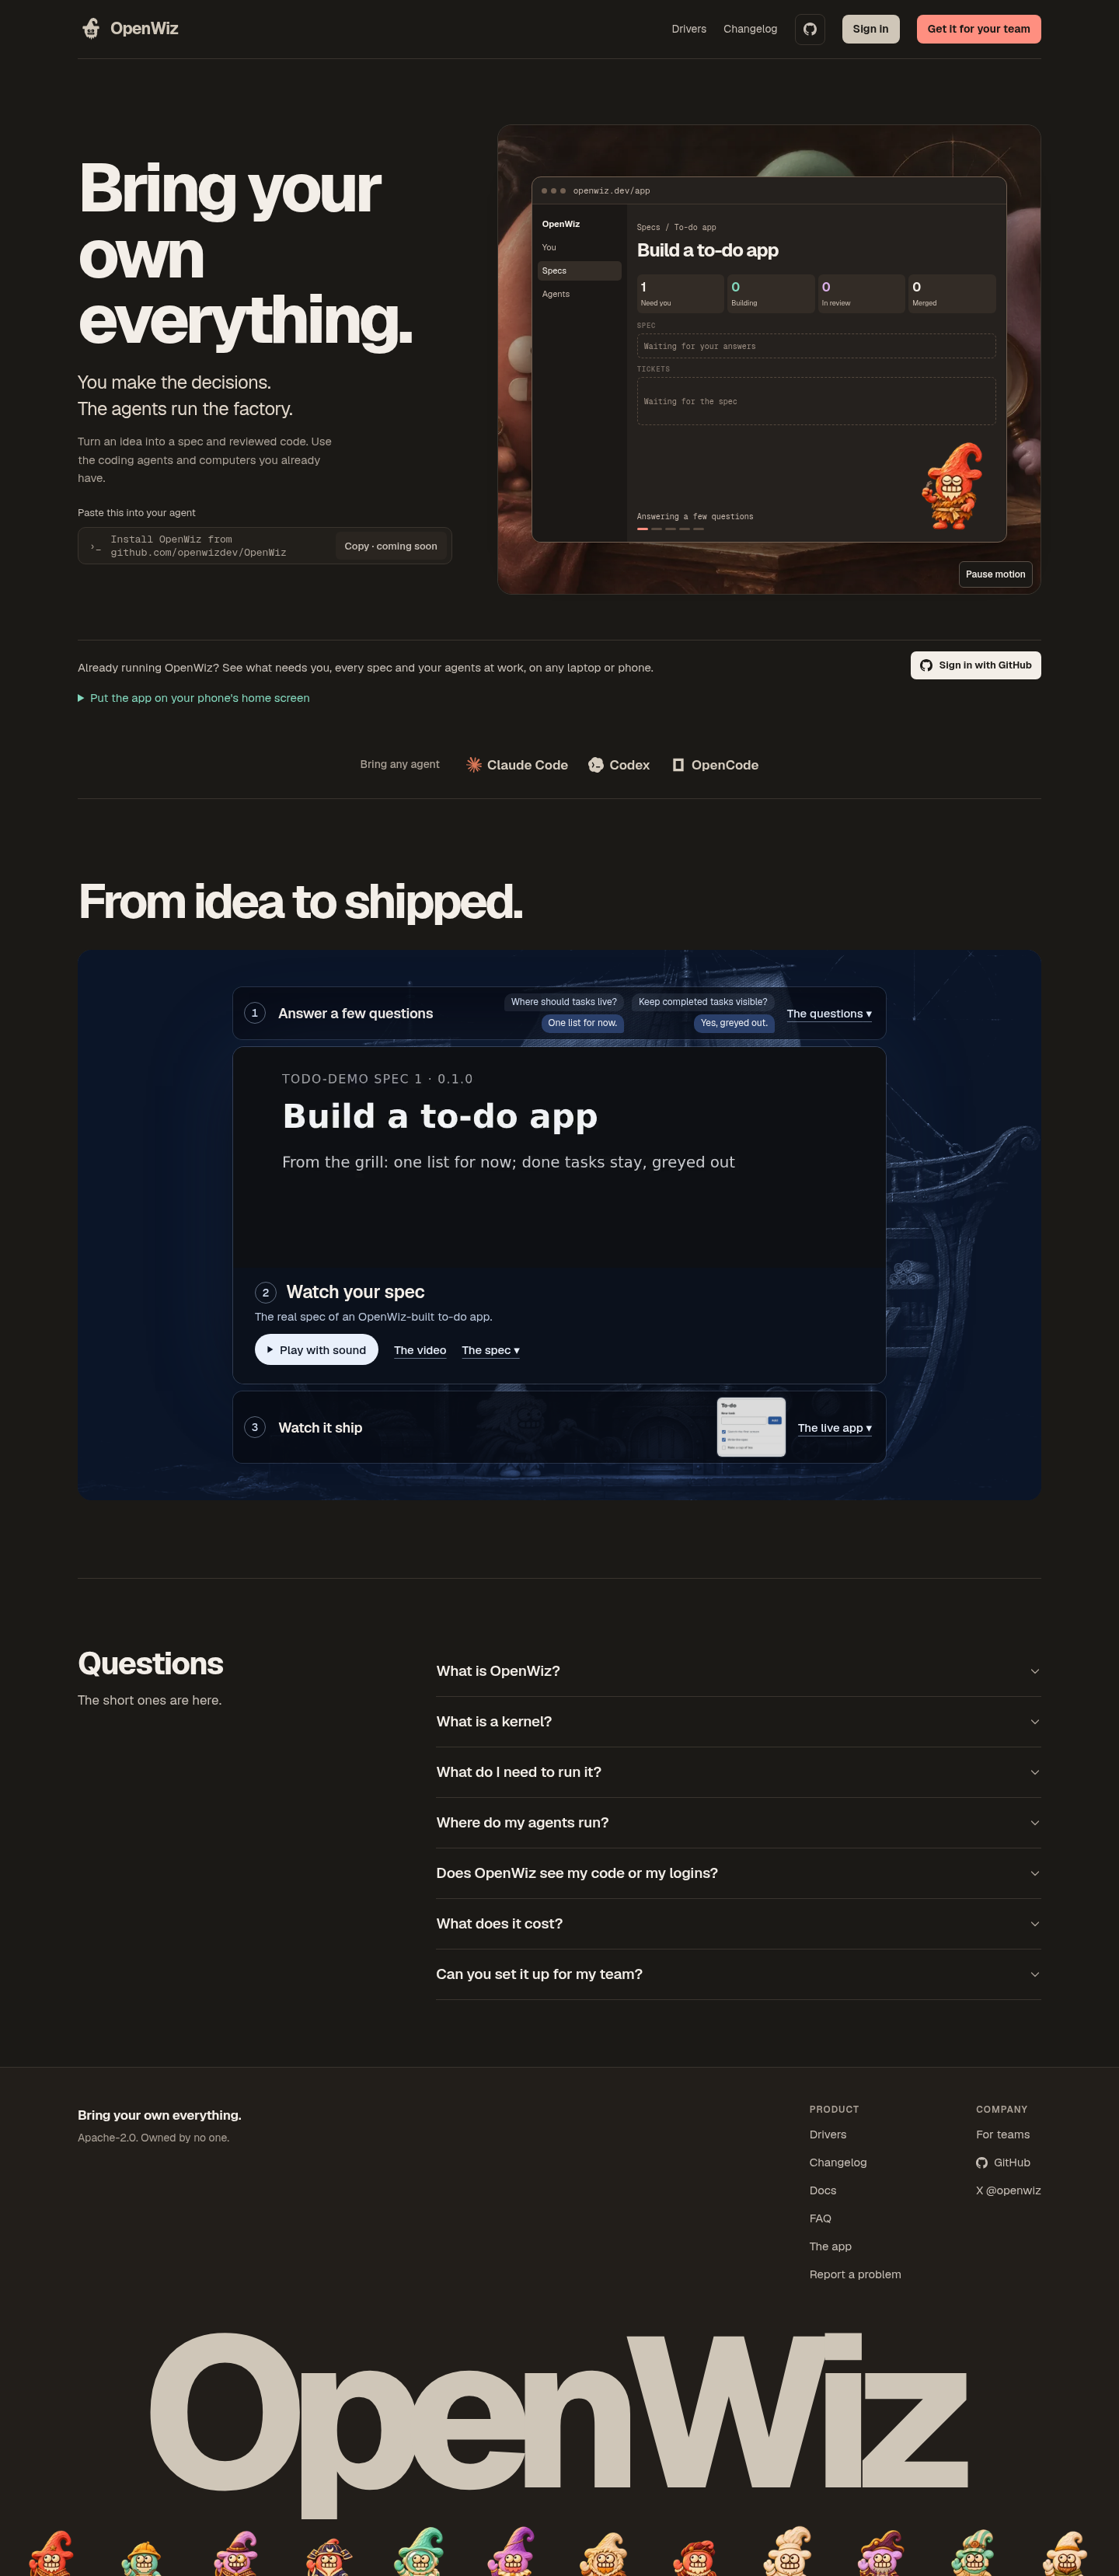 OpenWiz
Drivers
Changelog
Sign in
Get it for your team
Bring your
own
everything.
You make the decisions.
The agents run the factory.
Turn an idea into a spec and reviewed code. Use
the coding agents and computers you already
have.
Paste this into your agent
›_
Install OpenWiz from
github.com/openwizdev/OpenWiz
Copy · coming soon
openwiz.dev/app
OpenWiz
You
Specs
Agents
Specs / To-do app
Build a to-do app
1
Need you
0
Building
0
In review
0
Merged
SPEC
Waiting for your answers
TICKETS
Waiting for the spec
Answering a few questions
Pause motion
Already running OpenWiz? See what needs you, every spec and your agents at work, on any laptop or phone.
Sign in with GitHub
Put the app on your phone's home screen
Bring any agent
Claude Code
Codex
OpenCode
From idea to shipped.
1
Answer a few questions
Where should tasks live?
One list for now.
Keep completed tasks visible?
Yes, greyed out.
The questions ▾
TODO-DEMO SPEC 1 · 0.1.0
Build a to-do app
From the grill: one list for now; done tasks stay, greyed out
2
Watch your spec
The real spec of an OpenWiz-built to-do app.
Play with sound
The video
The spec ▾
3
Watch it ship
To-do
The live app ▾
Questions
The short ones are here.
What is OpenWiz?
What is a kernel?
What do I need to run it?
Where do my agents run?
Does OpenWiz see my code or my logins?
What does it cost?
Can you set it up for my team?
Bring your own everything.
Apache-2.0. Owned by no one.
PRODUCT
Drivers
Changelog
Docs
FAQ
The app
Report a problem
COMPANY
For teams
GitHub
X @openwiz
OpenWiz